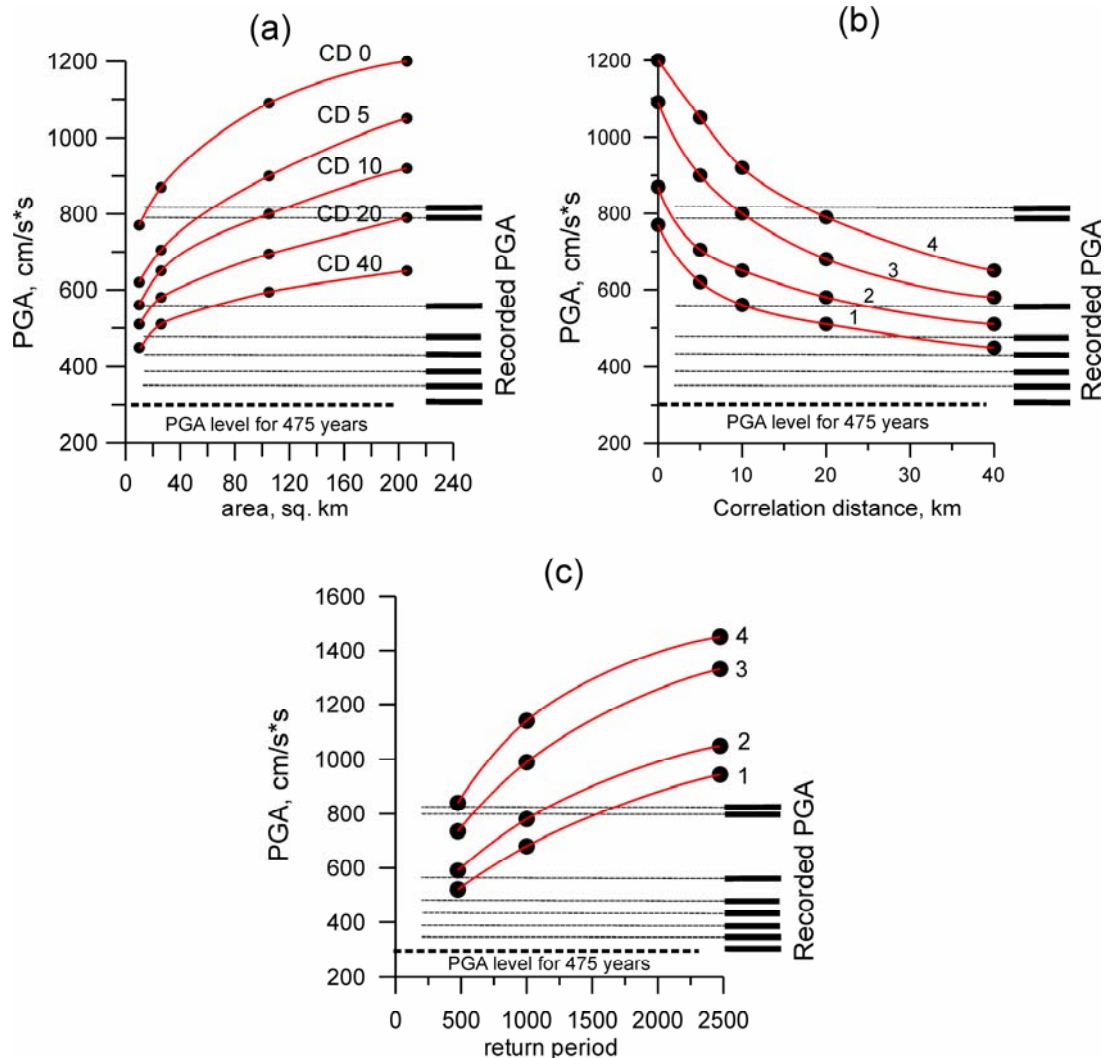 (a)
1200
1000
800
600
400
200
PGA, cm/s*s
CD 0
CD 5
CD 10
CD 20
CD 40
Recorded PGA
PGA level for 475 years
0 40 80 120 160 200 240
area, sq. km
(b)
1200
1000
800
600
400
200
PGA, cm/s*s
4
3
2
1
Recorded PGA
PGA level for 475 years
0 10 20 30 40
Correlation distance, km
(c)
1600
1400
1200
1000
800
600
400
200
PGA, cm/s*s
4
3
2
1
Recorded PGA
PGA level for 475 years
0 500 1000 1500 2000 2500
return period